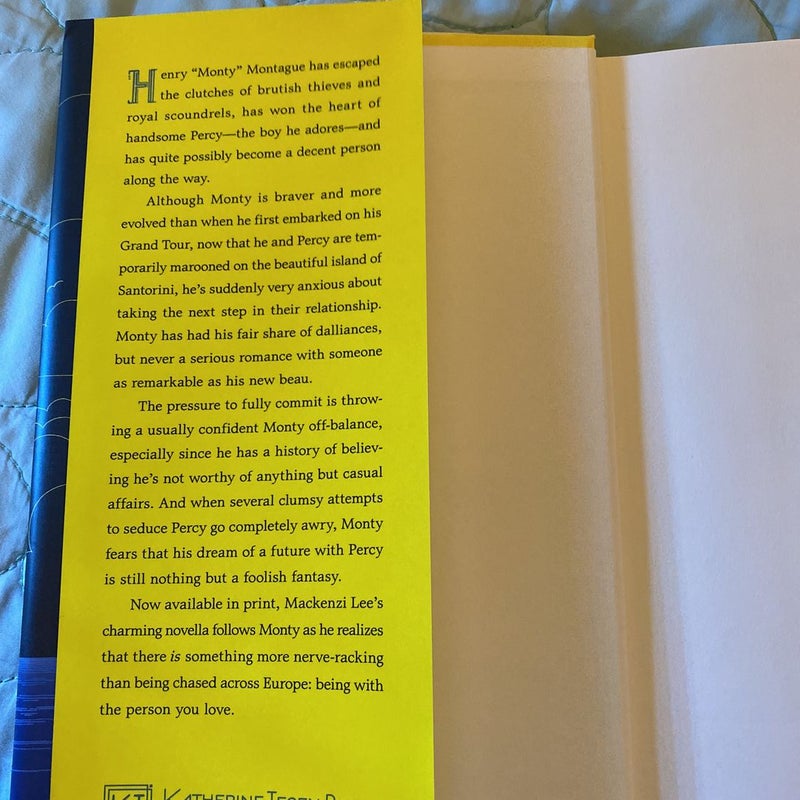 Henry “Monty” Montague has escaped
the clutches of brutish thieves and
royal scoundrels, has won the heart of
handsome Percy—the boy he adores—and
has quite possibly become a decent person
along the way.
Although Monty is braver and more
evolved than when he first embarked on his
Grand Tour, now that he and Percy are tem-
porarily marooned on the beautiful island of
Santorini, he’s suddenly very anxious about
taking the next step in their relationship.
Monty has had his fair share of dalliances,
but never a serious romance with someone
as remarkable as his new beau.
The pressure to fully commit is throw-
ing a usually confident Monty off-balance,
especially since he has a history of believ-
ing he’s not worthy of anything but casual
affairs. And when several clumsy attempts
to seduce Percy go completely awry, Monty
fears that his dream of a future with Percy
is still nothing but a foolish fantasy.
Now available in print, Mackenzi Lee’s
charming novella follows Monty as he realizes
that there is something more nerve-racking
than being chased across Europe: being with
the person you love.
KATHERINE TEGEN